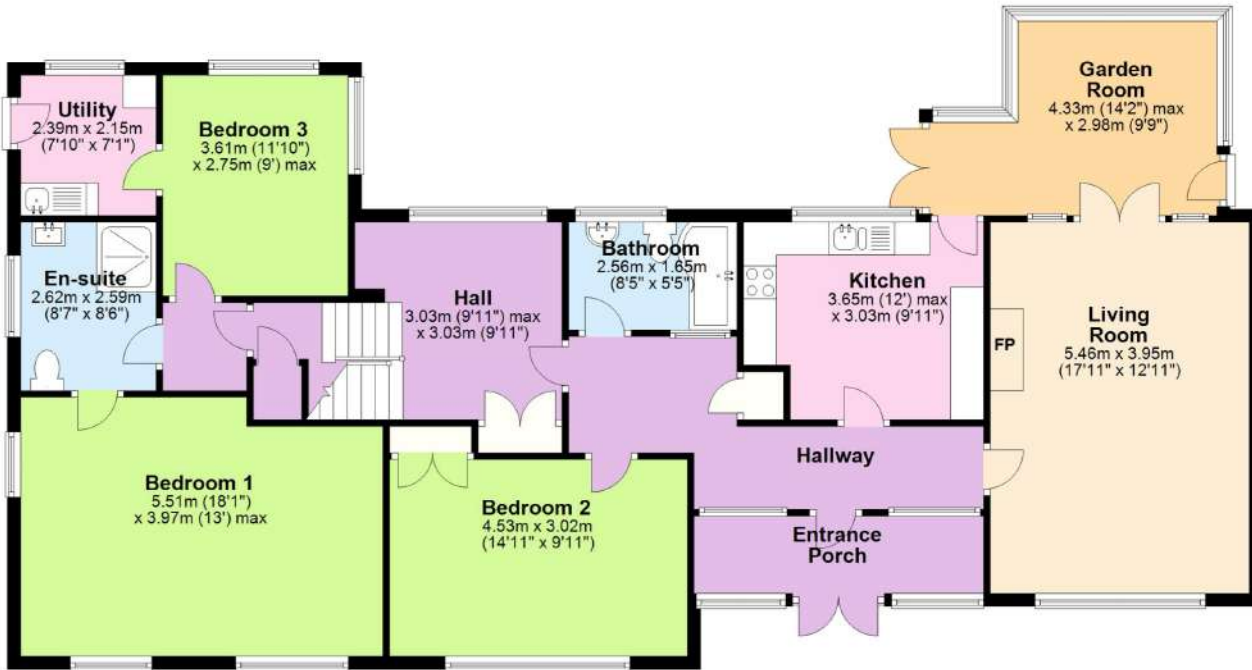 Utility
2.39m x 2.15m
(7'10" x 7'1")
Bedroom 3
3.61m (11'10")
x 2.75m (9') max
Garden
Room
4.33m (14'2") max
x 2.98m (9'9")
En-suite
2.62m x 2.59m
(8'7" x 8'6")
Hall
3.03m (9'11") max
x 3.03m (9'11")
Bathroom
2.56m x 1.65m
(8'5" x 5'5")
Kitchen
3.65m (12') max
x 3.03m (9'11")
FP
Living
Room
5.46m x 3.95m
(17'11" x 12'11")
Bedroom 1
5.51m (18'1")
x 3.97m (13') max
Bedroom 2
4.53m x 3.02m
(14'11" x 9'11")
Hallway
Entrance
Porch